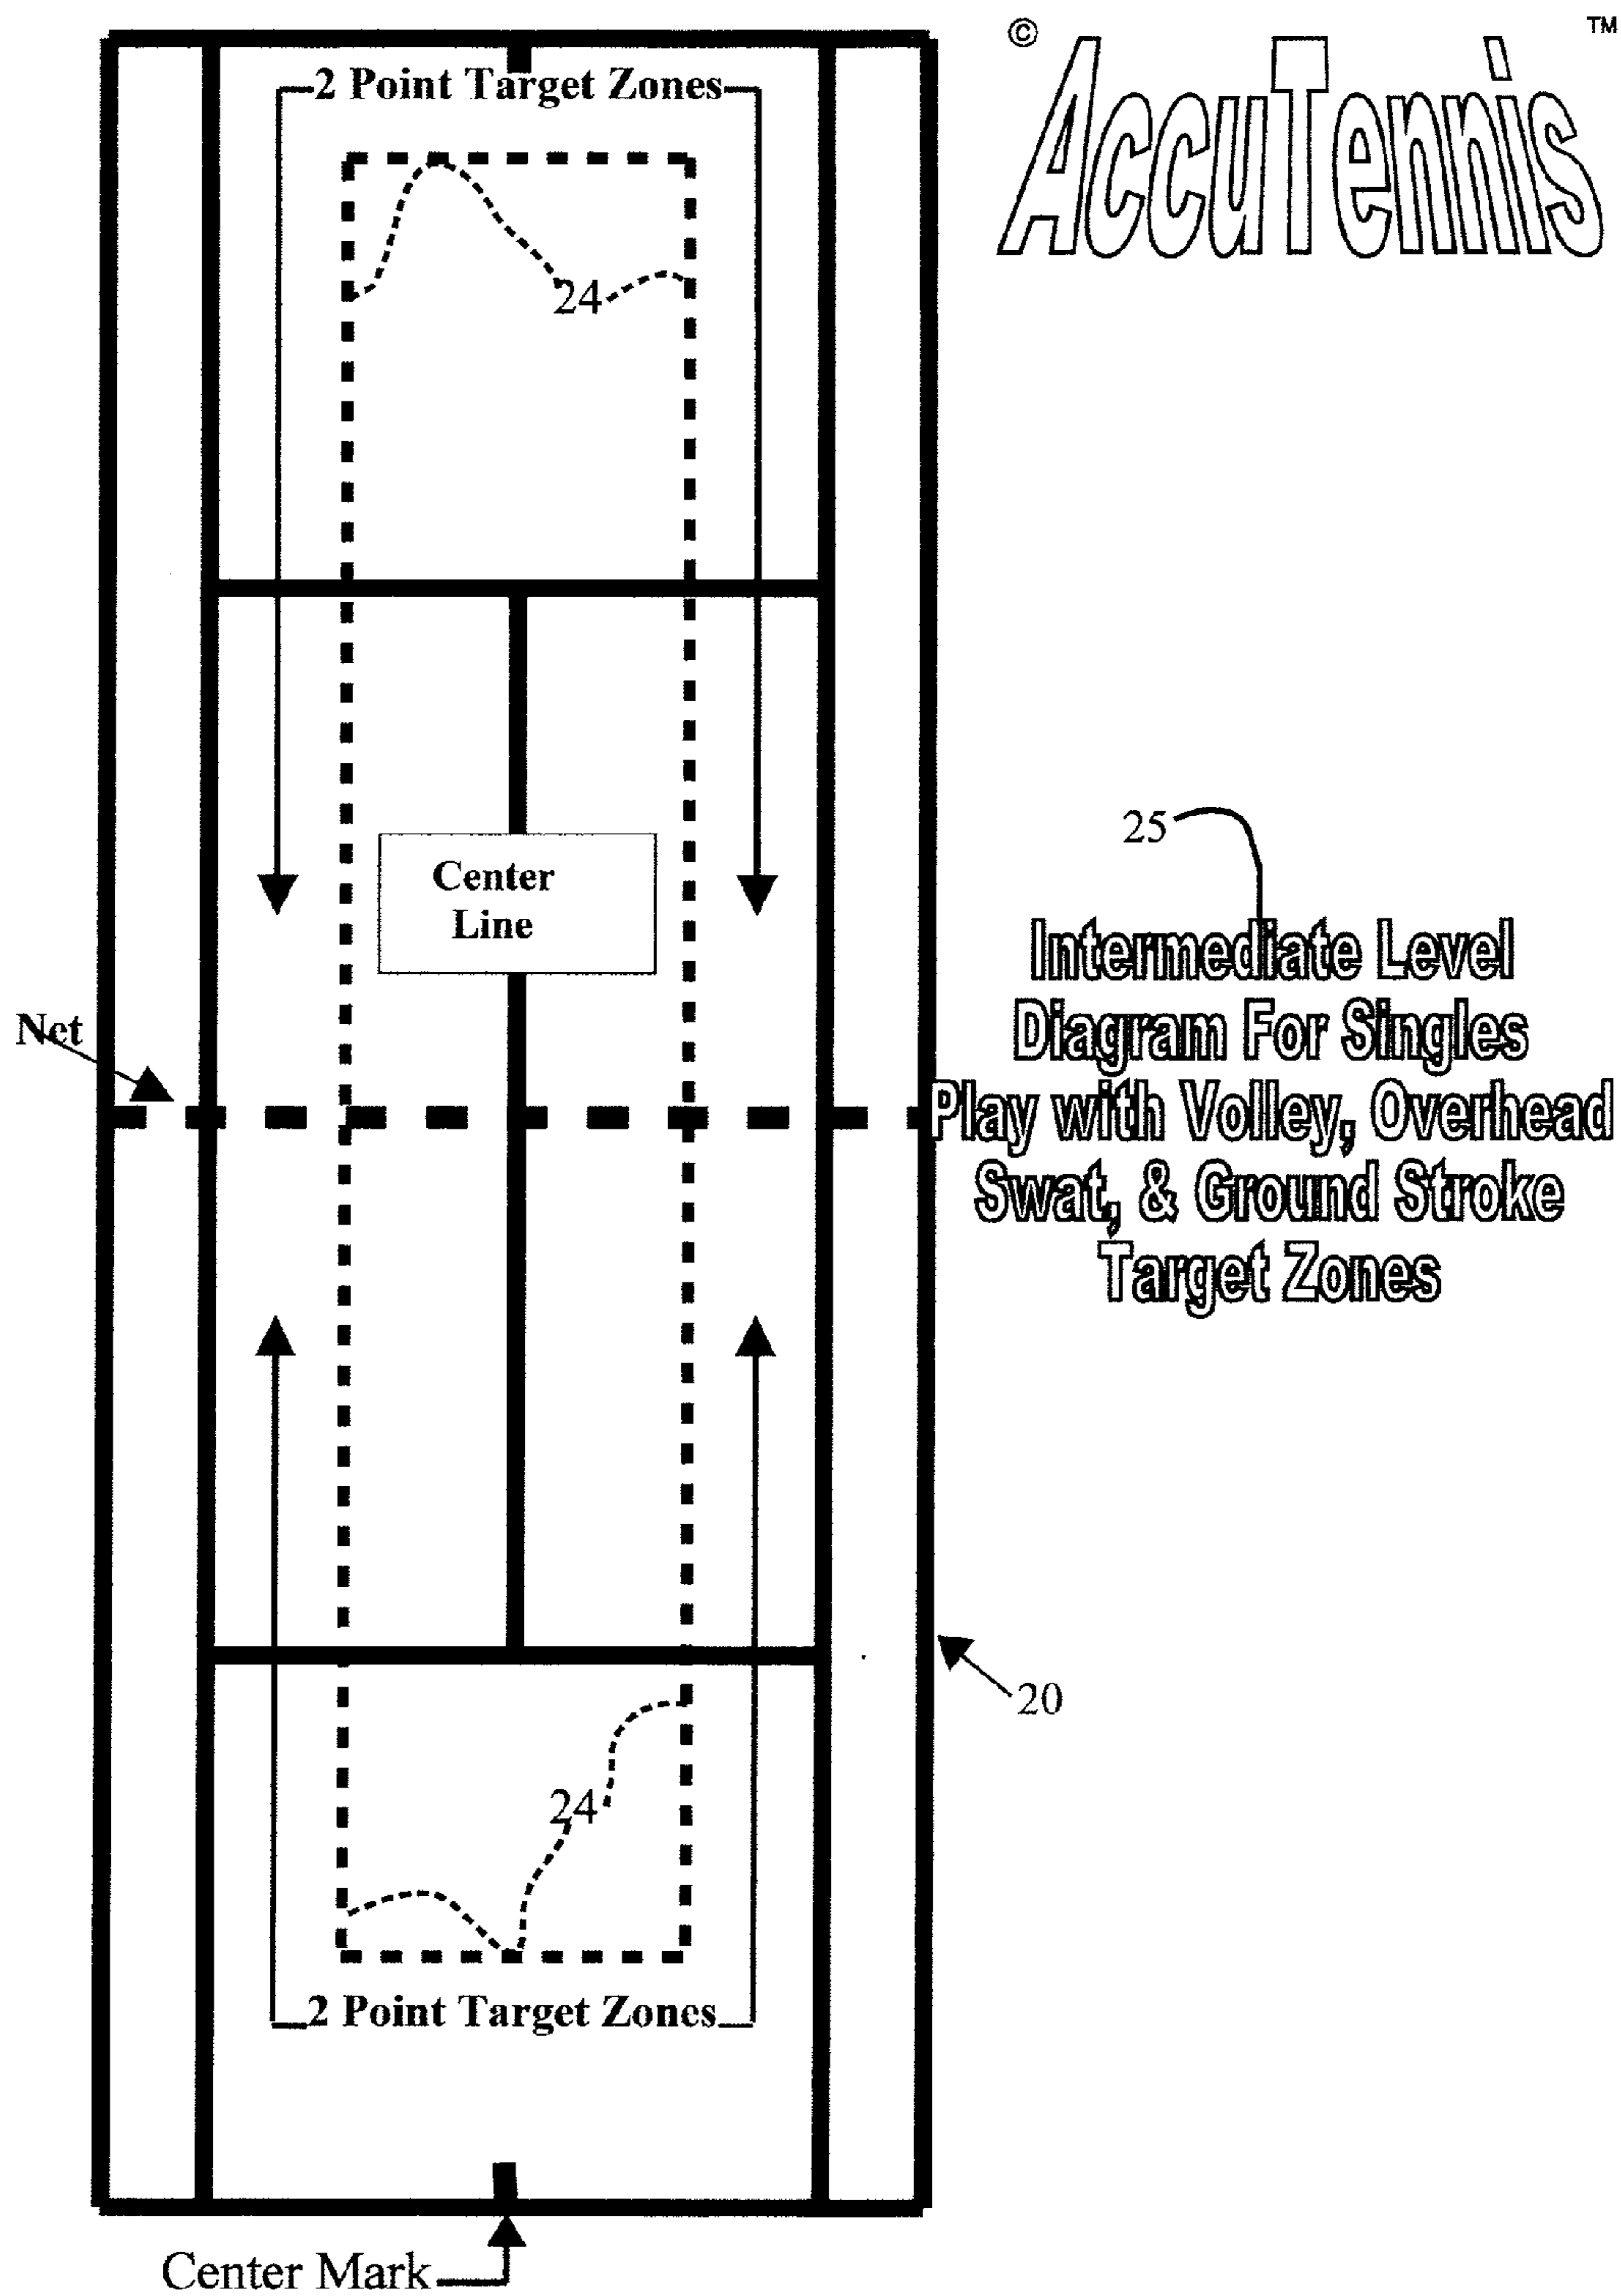 ©
TM
AccuTennis
2 Point Target Zones
24
Center
Line
25
Intermediate Level
Diagram For Singles
Play with Volley, Overhead
Swat, & Ground Stroke
Target Zones
Net
20
24
2 Point Target Zones
Center Mark